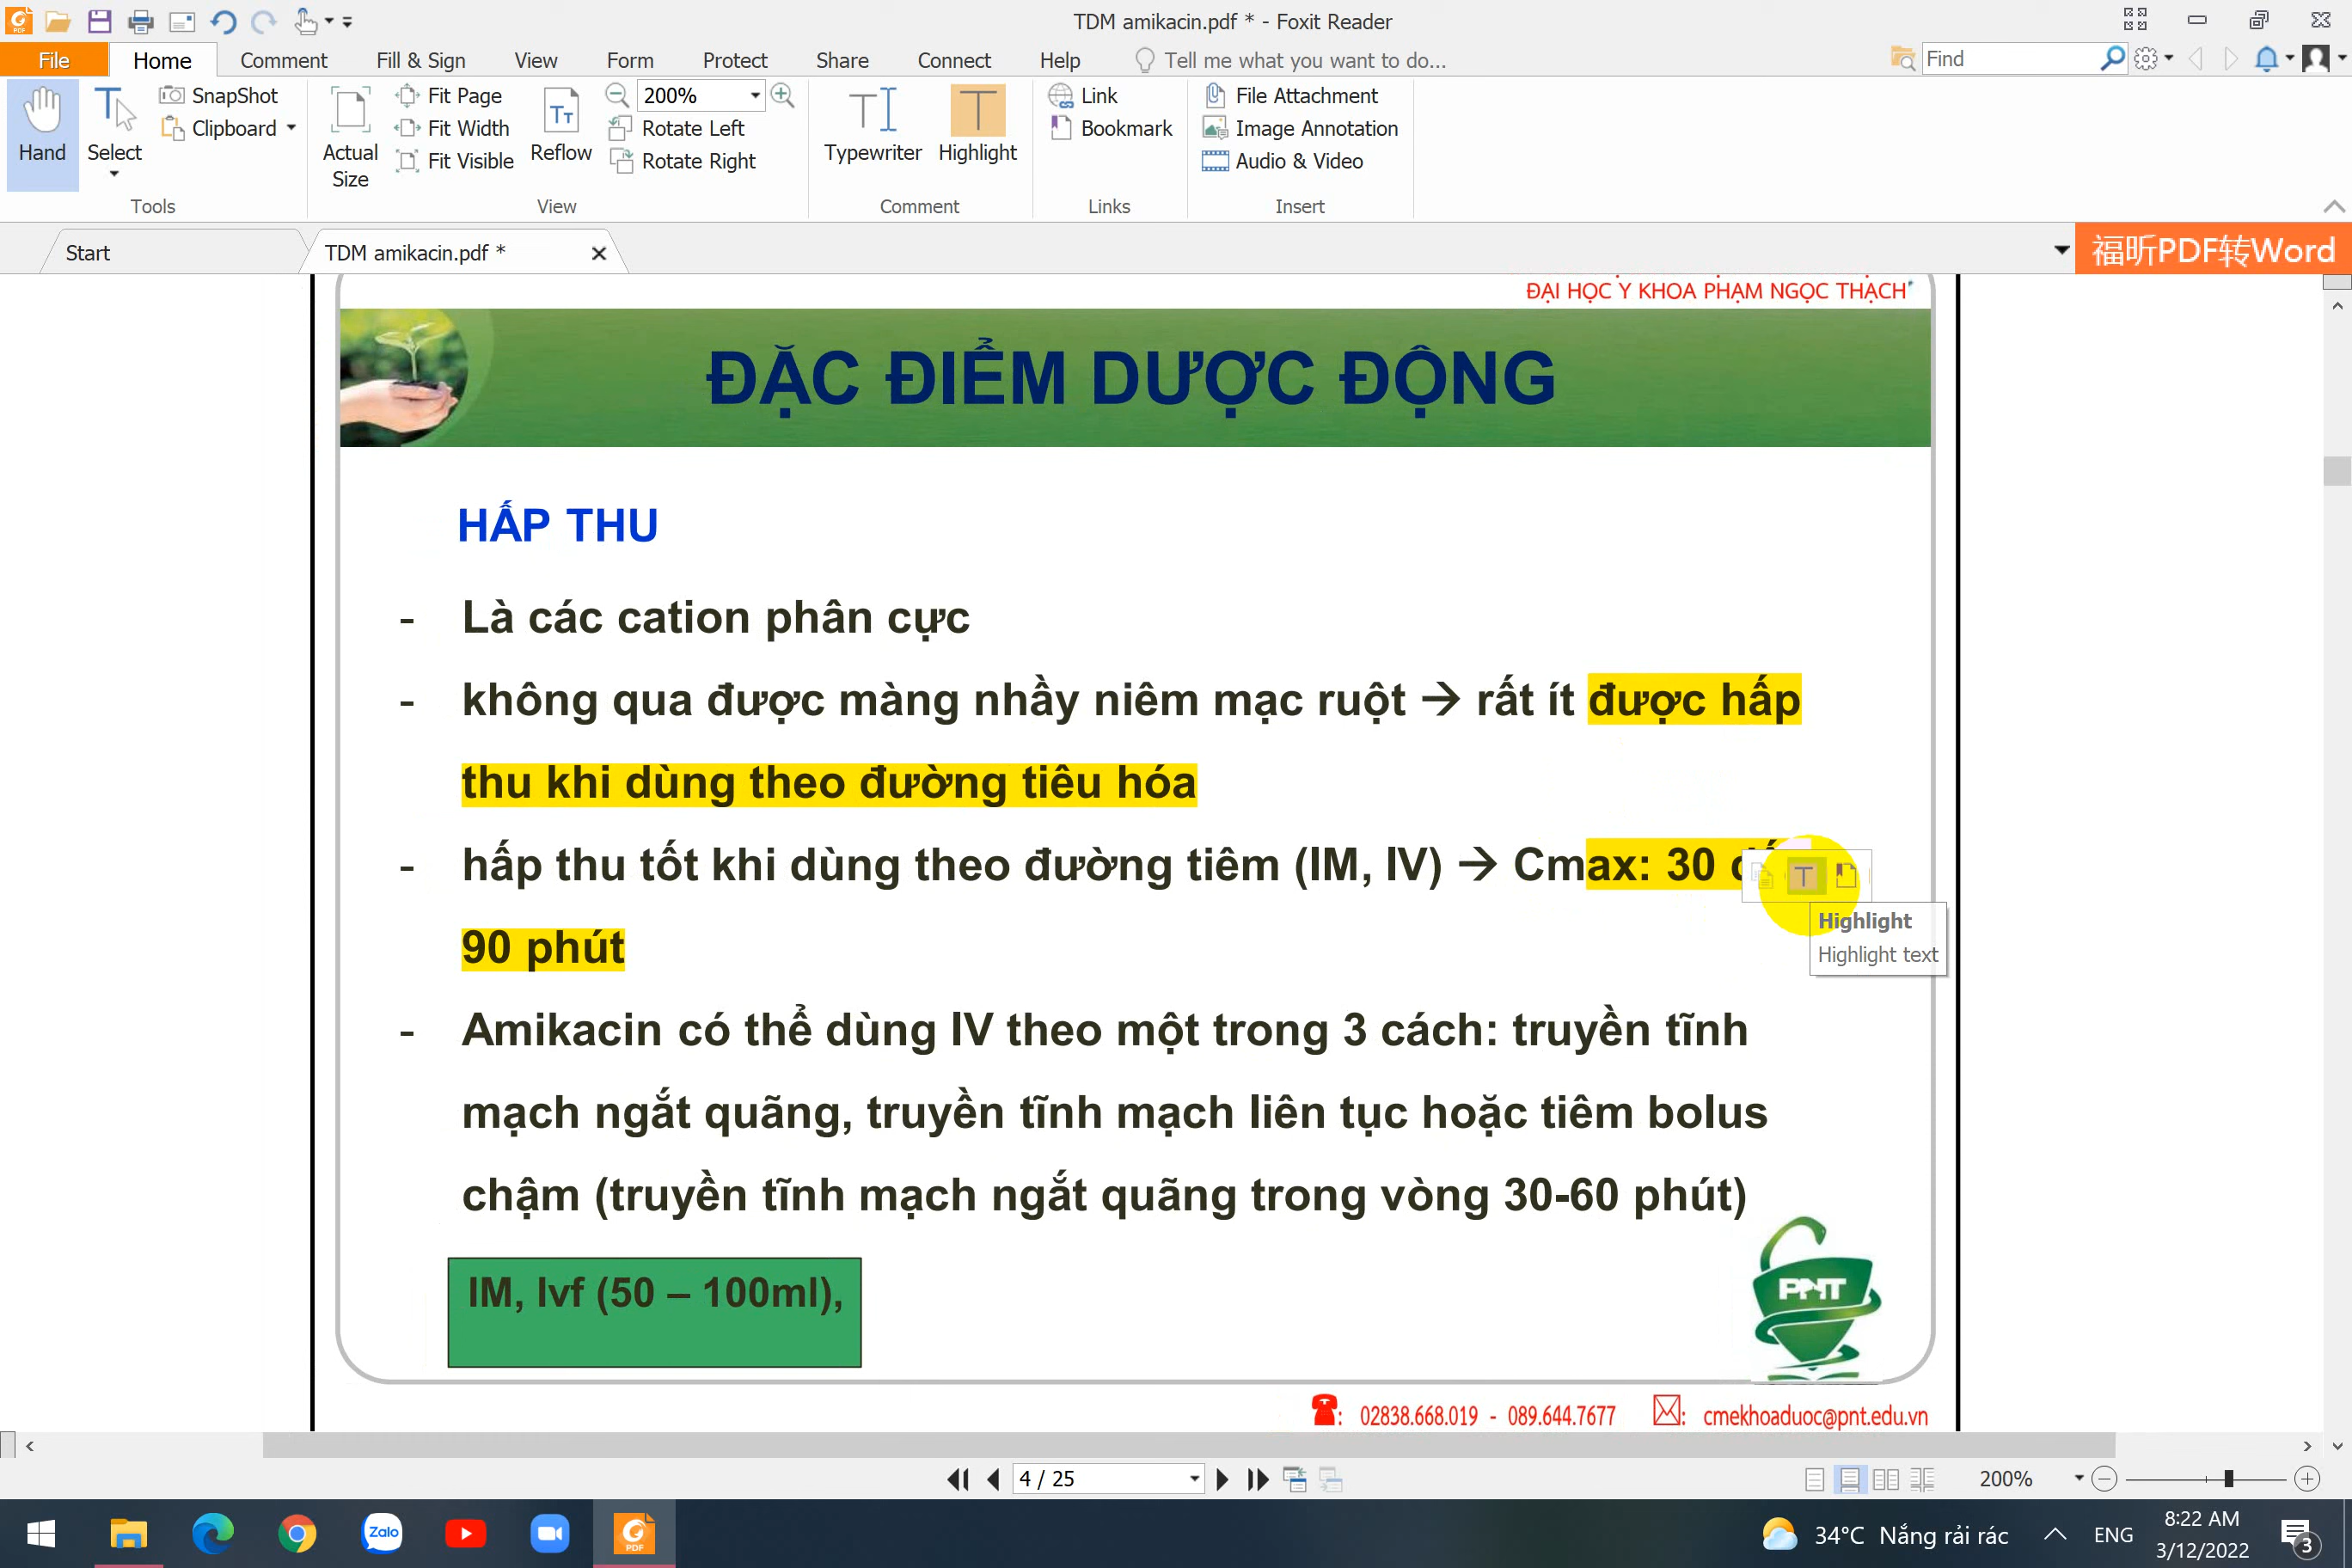 TDM amikacin.pdf * - Foxit Reader
File Home Comment Fill & Sign View Form Protect Share Connect Help Tell me what you want to do... Find
Hand Select SnapShot Clipboard
Tools
Actual Size Fit Page Fit Width Fit Visible Reflow 200% Rotate Left Rotate Right
View
Typewriter Highlight
Comment
Link Bookmark
Links
File Attachment Image Annotation Audio & Video
Insert
Start TDM amikacin.pdf * 福昕PDF转Word
ĐẠI HỌC Y KHOA PHẠM NGỌC THẠCH
ĐẶC ĐIỂM DƯỢC ĐỘNG
HẤP THU
- Là các cation phân cực
- không qua được màng nhầy niêm mạc ruột → rất ít được hấp
thu khi dùng theo đường tiêu hóa
- hấp thu tốt khi dùng theo đường tiêm (IM, IV) → Cmax: 30
90 phút
Highlight
Highlight text
- Amikacin có thể dùng IV theo một trong 3 cách: truyền tĩnh
mạch ngắt quãng, truyền tĩnh mạch liên tục hoặc tiêm bolus
chậm (truyền tĩnh mạch ngắt quãng trong vòng 30-60 phút)
IM, Ivf (50 – 100ml),
PNT
: 02838.668.019 - 089.644.7677 : cmekhoaduoc@pnt.edu.vn
4 / 25 200%
Zalo
PDF
34°C Nắng rải rác ENG 8:22 AM
3/12/2022 3